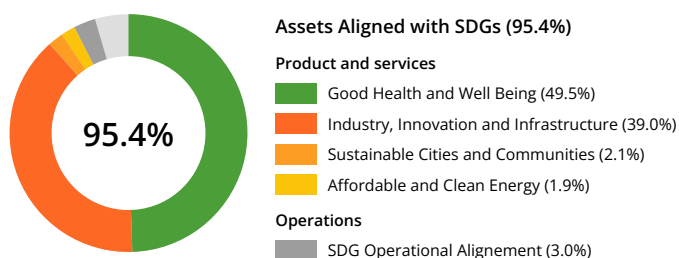 Assets Aligned with SDGs (95.4%)
Product and services
Good Health and Well Being (49.5%)
Industry, Innovation and Infrastructure (39.0%)
Sustainable Cities and Communities (2.1%)
Affordable and Clean Energy (1.9%)
Operations
SDG Operational Alignement (3.0%)
95.4%